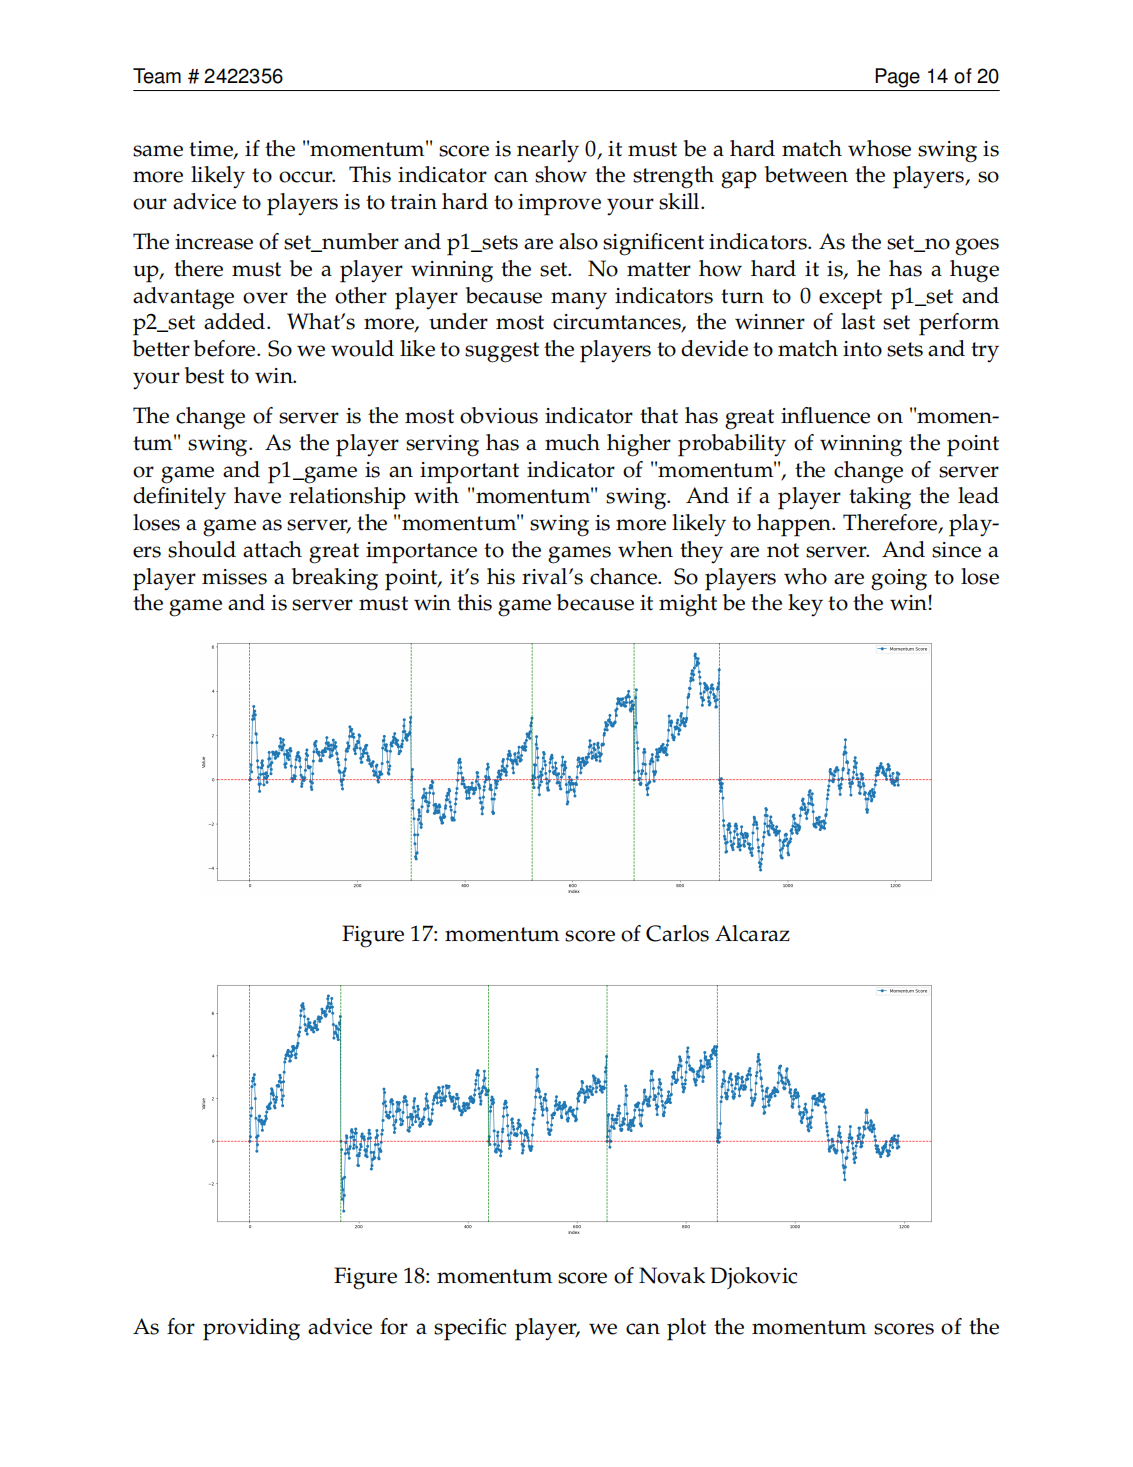 Team # 2422356
Page 14 of 20
same time, if the "momentum" score is nearly 0, it must be a hard match whose swing is
more likely to occur. This indicator can show the strength gap between the players, so
our advice to players is to train hard to improve your skill.
The increase of set_number and p1_sets are also significent indicators. As the set_no goes
up, there must be a player winning the set. No matter how hard it is, he has a huge
advantage over the other player because many indicators turn to 0 except p1_set and
p2_set added. What's more, under most circumtances, the winner of last set perform
better before. So we would like to suggest the players to devide to match into sets and try
your best to win.
The change of server is the most obvious indicator that has great influence on "momen-
tum" swing. As the player serving has a much higher probability of winning the point
or game and p1_game is an important indicator of "momentum", the change of server
definitely have relationship with "momentum" swing. And if a player taking the lead
loses a game as server, the "momentum" swing is more likely to happen. Therefore, play-
ers should attach great importance to the games when they are not server. And since a
player misses a breaking point, it's his rival's chance. So players who are going to lose
the game and is server must win this game because it might be the key to the win!
Momentum Score
6
4
2
0
−2
−4
Value
0 200 400 600 800 1000 1200
Index
Figure 17: momentum score of Carlos Alcaraz
Momentum Score
6
4
2
0
−2
Value
0 200 400 600 800 1000 1200
Index
Figure 18: momentum score of Novak Djokovic
As for providing advice for a specific player, we can plot the momentum scores of the